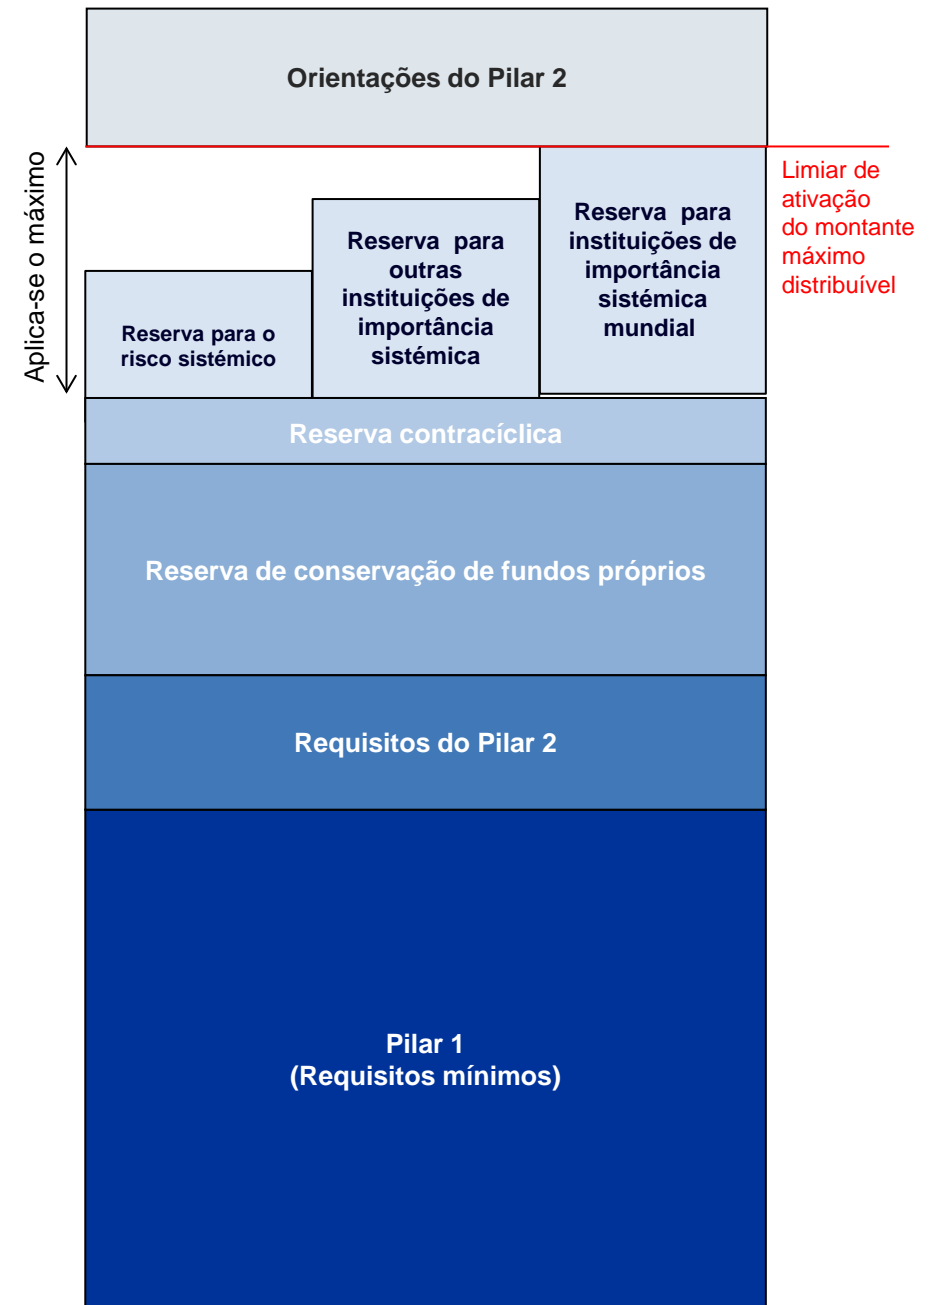 Orientações do Pilar 2
Aplica-se o máximo
Limiar de
ativação
do montante
máximo
distribuível
Reserva para o
risco sistémico
Reserva para
outras
instituições de
importância
sistémica
Reserva para
instituições de
importância
sistémica
mundial
Reserva contracíclica
Reserva de conservação de fundos próprios
Requisitos do Pilar 2
Pilar 1
(Requisitos mínimos)